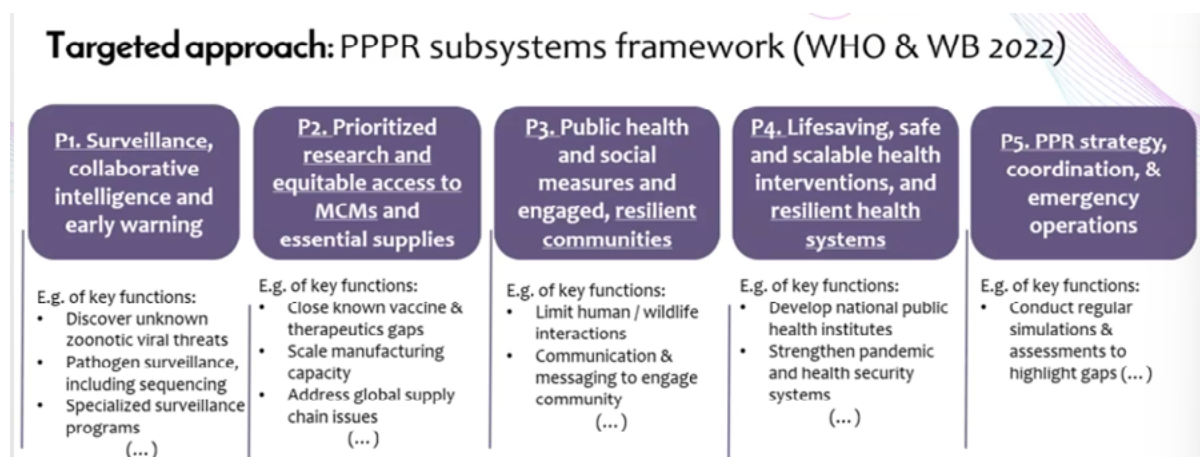 Targeted approach: PPPR subsystems framework (WHO & WB 2022)
P1. Surveillance,
collaborative
intelligence and
early warning
E.g. of key functions:
• Discover unknown
zoonotic viral threats
• Pathogen surveillance,
including sequencing
• Specialized surveillance
programs
(...)
P2. Prioritized
research and
equitable access to
MCMs and
essential supplies
E.g. of key functions:
• Close known vaccine &
therapeutics gaps
• Scale manufacturing
capacity
• Address global supply
chain issues
(...)
P3. Public health
and social
measures and
engaged, resilient
communities
E.g. of key functions:
• Limit human / wildlife
interactions
• Communication &
messaging to engage
community
(...)
P4. Lifesaving, safe
and scalable health
interventions, and
resilient health
systems
E.g. of key functions:
• Develop national public
health institutes
• Strengthen pandemic
and health security
systems
(...)
P5. PPR strategy,
coordination, &
emergency
operations
E.g. of key functions:
• Conduct regular
simulations &
assessments to
highlight gaps (...)